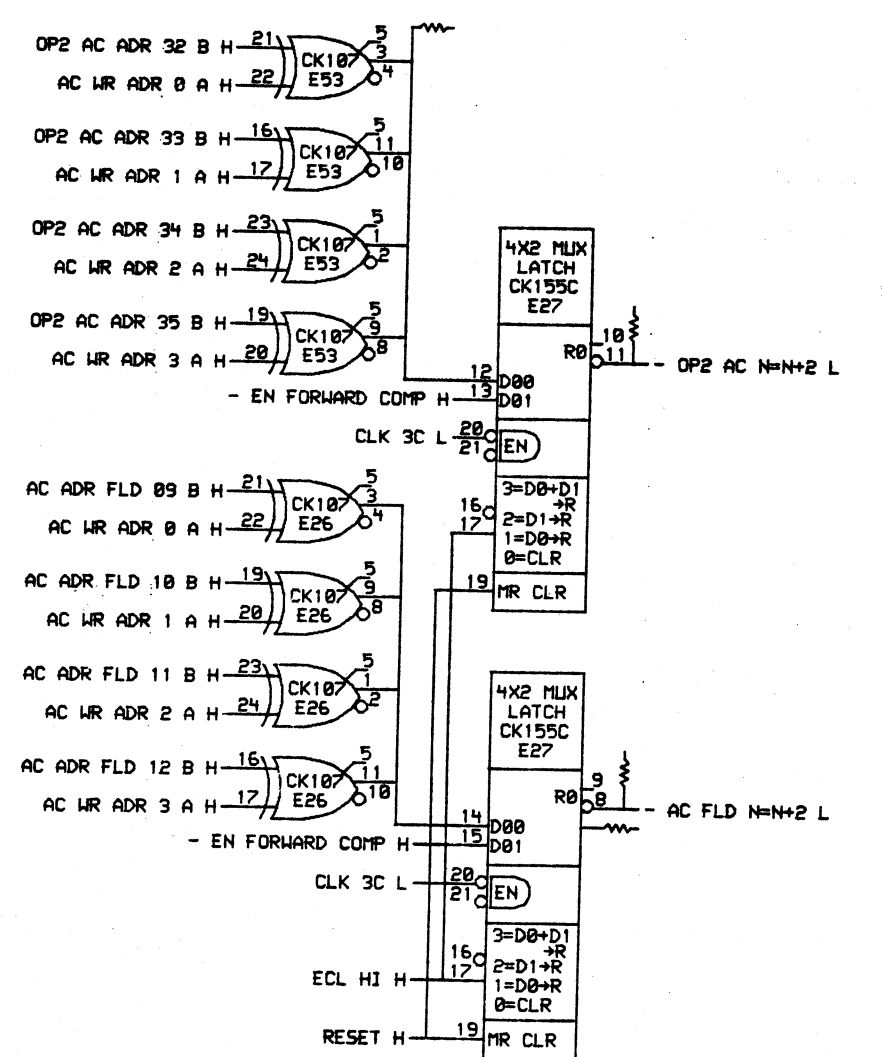 OP2 AC ADR 32 B H 21 CK107 5
3
AC WR ADR 0 A H 22 E53 4
OP2 AC ADR 33 B H 16 CK107 5
11
AC WR ADR 1 A H 17 E53 10
OP2 AC ADR 34 B H 23 CK107 5
1
AC WR ADR 2 A H 24 E53 2
OP2 AC ADR 35 B H 19 CK107 5
9
AC WR ADR 3 A H 20 E53 8
4X2 MUX
LATCH
CK155C
E27
10
R0 11 - OP2 AC N=N+2 L
12 D00
- EN FORWARD COMP H 13 D01
CLK 3C L 20
21 EN
3=D0+D1
→R
16
2=D1→R
17
1=D0→R
0=CLR
19 MR CLR
AC ADR FLD 09 B H 21 CK107 5
3
AC WR ADR 0 A H 22 E26 4
AC ADR FLD 10 B H 19 CK107 5
9
AC WR ADR 1 A H 20 E26 8
AC ADR FLD 11 B H 23 CK107 5
1
AC WR ADR 2 A H 24 E26 2
AC ADR FLD 12 B H 16 CK107 5
11
AC WR ADR 3 A H 17 E26 10
4X2 MUX
LATCH
CK155C
E27
9
R0 8 - AC FLD N=N+2 L
14 D00
- EN FORWARD COMP H 15 D01
CLK 3C L 20
21 EN
3=D0+D1
→R
16
2=D1→R
ECL HI H 17
1=D0→R
0=CLR
RESET H 19 MR CLR